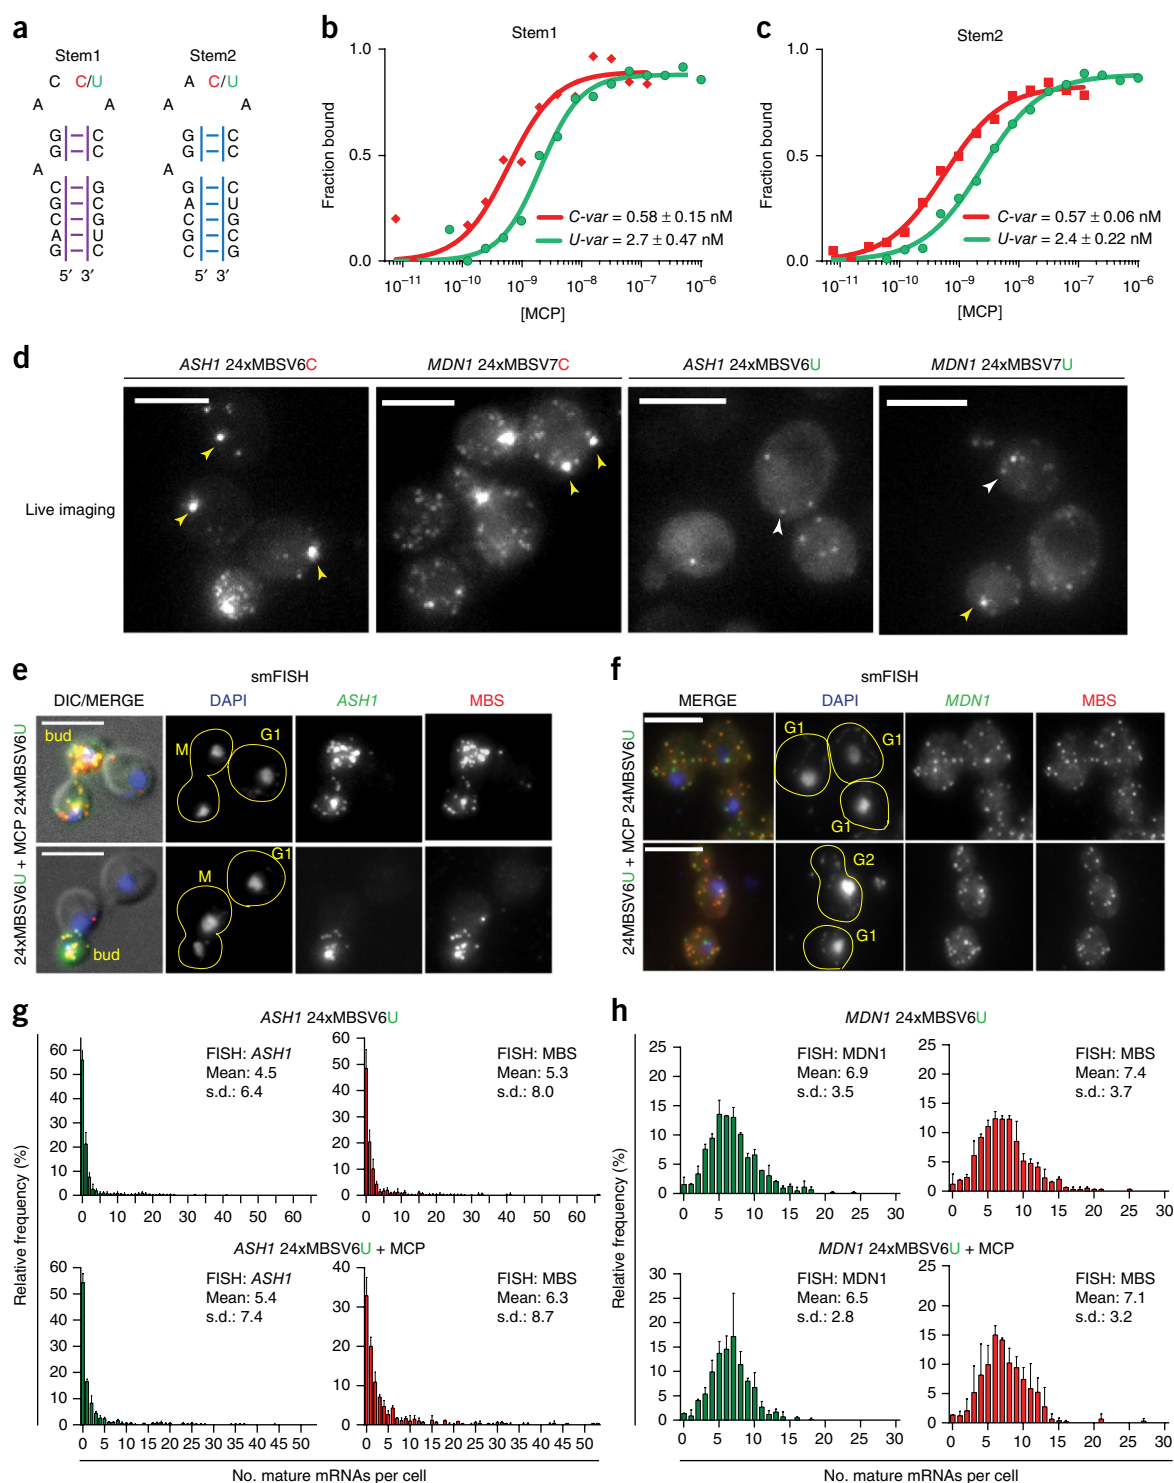 a
Stem1
Stem2
C C/U
A A
G C
G C
A
C G
G C
C G
A U
G C
5′ 3′
A C/U
A A
G C
G C
A
C G
A U
C G
G C
C G
5′ 3′
b
Stem1
Fraction bound
1.0
0.5
0.0
C-var = 0.58 ± 0.15 nM
U-var = 2.7 ± 0.47 nM
10−11 10−10 10−9 10−8 10−7 10−6
[MCP]
c
Stem2
Fraction bound
1.0
0.5
0.0
C-var = 0.57 ± 0.06 nM
U-var = 2.4 ± 0.22 nM
10−11 10−10 10−9 10−8 10−7 10−6
[MCP]
d
ASH1 24xMBSV6C
MDN1 24xMBSV7C
ASH1 24xMBSV6U
MDN1 24xMBSV7U
Live imaging
e
smFISH
DIC/MERGE DAPI ASH1 MBS
24xMBSV6U + MCP 24xMBSV6U
bud
M
G1
bud
M
G1
f
smFISH
MERGE DAPI MDN1 MBS
24MBSV6U + MCP 24MBSV6U
G1
G1
G1
G2
G1
g
ASH1 24xMBSV6U
Relative frequency (%)
60
50
40
30
20
10
0
FISH: ASH1
Mean: 4.5
s.d.: 6.4
0 10 20 30 40 50 60
60
50
40
30
20
10
0
FISH: MBS
Mean: 5.3
s.d.: 8.0
0 10 20 30 40 50 60
ASH1 24xMBSV6U + MCP
60
50
40
30
20
10
0
FISH: ASH1
Mean: 5.4
s.d.: 7.4
0 10 20 30 45 50
40
30
20
10
0
FISH: MBS
Mean: 6.3
s.d.: 8.7
0 10 20 30 40 50
No. mature mRNAs per cell
h
MDN1 24xMBSV6U
Relative frequency (%)
25
20
15
10
5
0
FISH: MDN1
Mean: 6.9
s.d.: 3.5
0 5 10 15 20 25 30
25
20
15
10
5
0
FISH: MBS
Mean: 7.4
s.d.: 3.7
0 5 10 15 20 25 30
MDN1 24xMBSV6U + MCP
30
25
20
15
10
5
0
FISH: MDN1
Mean: 6.5
s.d.: 2.8
0 5 10 15 20 25 30
25
20
15
10
5
0
FISH: MBS
Mean: 7.1
s.d.: 3.2
0 5 10 15 20 25 30
No. mature mRNAs per cell